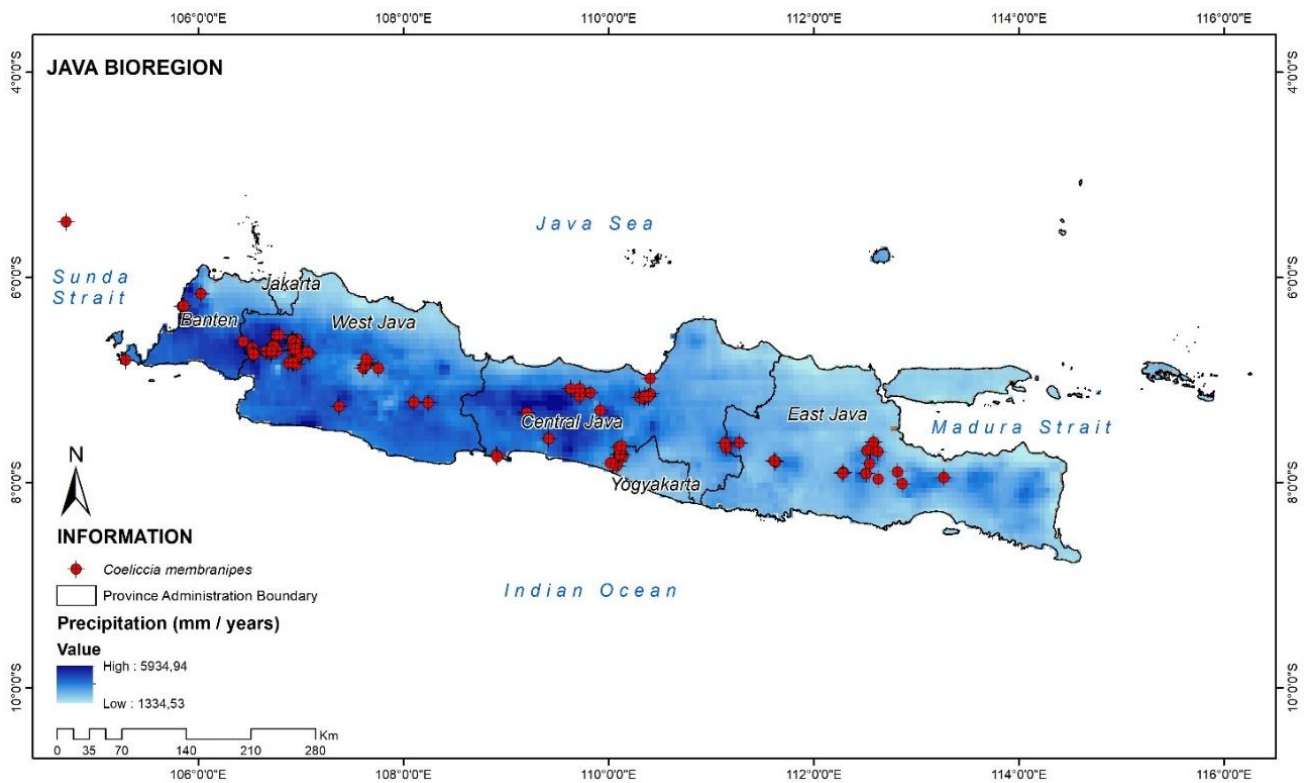 106°0'0"E 108°0'0"E 110°0'0"E 112°0'0"E 114°0'0"E 116°0'0"E
JAVA BIOREGION
4°0'0"S 4°0'0"S
Java Sea
Sunda
Strait
6°0'0"S 6°0'0"S
Jakarta
Banten
West Java
Central Java
East Java
Madura Strait
Yogyakarta
8°0'0"S 8°0'0"S
N
INFORMATION
Coeliccia membranipes
Province Administration Boundary
Indian Ocean
Precipitation (mm / years)
Value
High : 5934,94
Low : 1334,53
10°0'0"S 10°0'0"S
Km
0 35 70 140 210 280
106°0'0"E 108°0'0"E 110°0'0"E 112°0'0"E 114°0'0"E 116°0'0"E